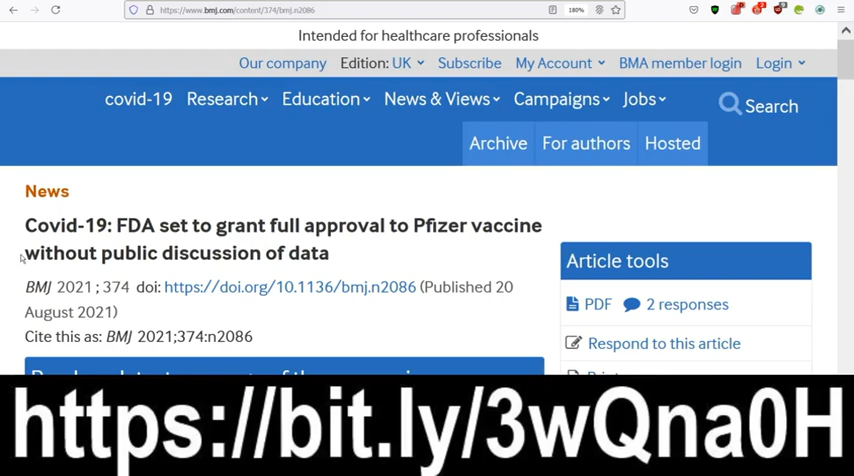 https://www.bmj.com/content/374/bmj.n2086
180%
Intended for healthcare professionals
Our company Edition: UK Subscribe My Account BMA member login Login
covid-19 Research Education News & Views Campaigns Jobs Search
Archive For authors Hosted
News
Covid-19: FDA set to grant full approval to Pfizer vaccine
without public discussion of data
BMJ 2021 ; 374 doi: https://doi.org/10.1136/bmj.n2086 (Published 20
August 2021)
Cite this as: BMJ 2021;374:n2086
Article tools
PDF 2 responses
Respond to this article
https://bit.ly/3wQna0H